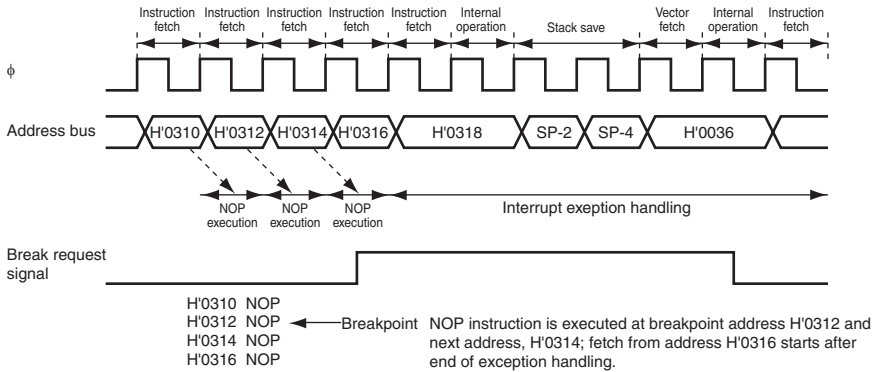 Instruction fetch Instruction fetch Instruction fetch Instruction fetch Instruction fetch Internal operation Stack save Vector fetch Internal operation Instruction fetch
φ
Address bus H'0310 H'0312 H'0314 H'0316 H'0318 SP-2 SP-4 H'0036
NOP execution NOP execution NOP execution Interrupt exeption handling
Break request
signal
H'0310 NOP
H'0312 NOP Breakpoint NOP instruction is executed at breakpoint address H'0312 and
H'0314 NOP next address, H'0314; fetch from address H'0316 starts after
H'0316 NOP end of exception handling.